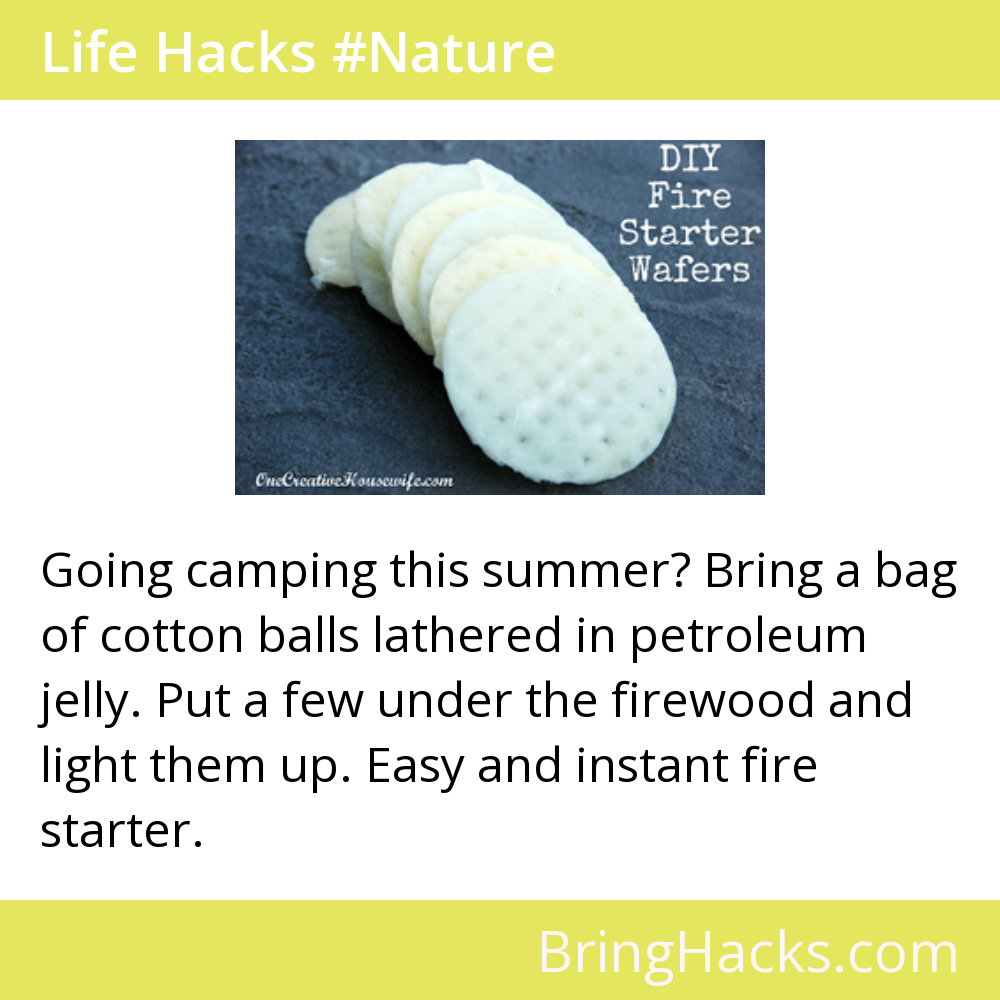 Life Hacks #Nature
DIY
Fire
Starter
Wafers
OneCreativeHousewife.com
Going camping this summer? Bring a bag
of cotton balls lathered in petroleum
jelly. Put a few under the firewood and
light them up. Easy and instant fire
starter.
BringHacks.com